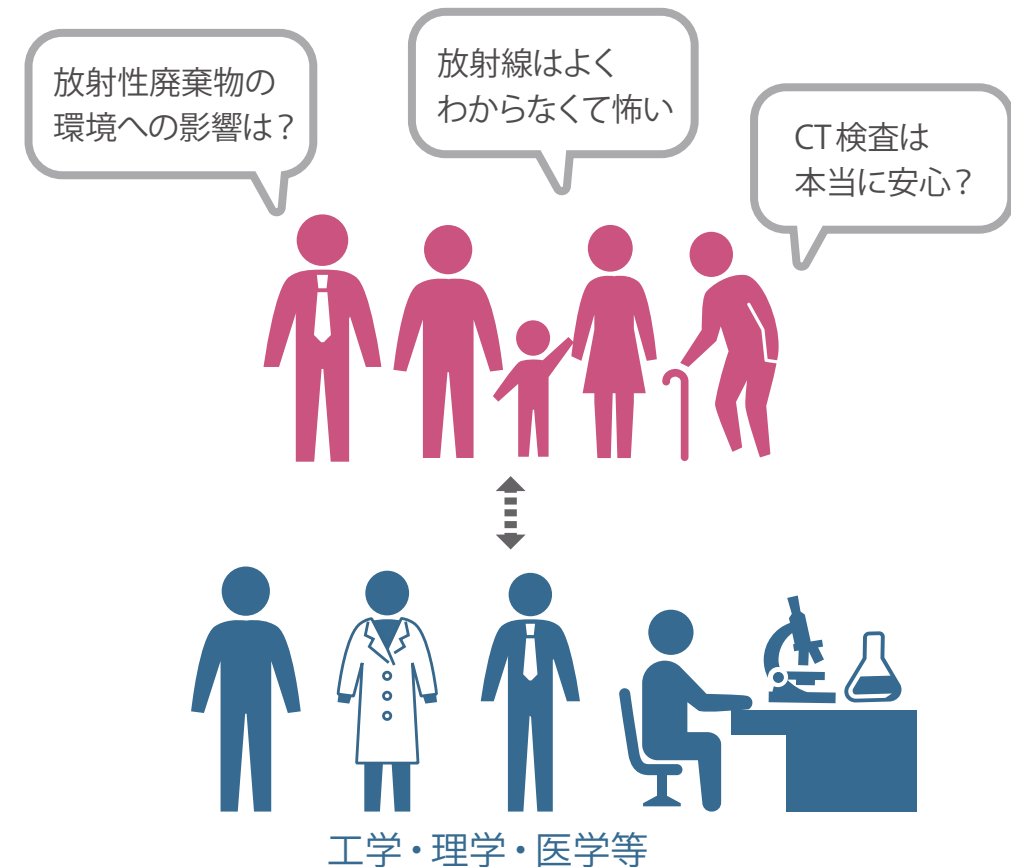 放射性廃棄物の
環境への影響は？
放射線はよく
わからなくて怖い
CT検査は
本当に安心？
工学・理学・医学等